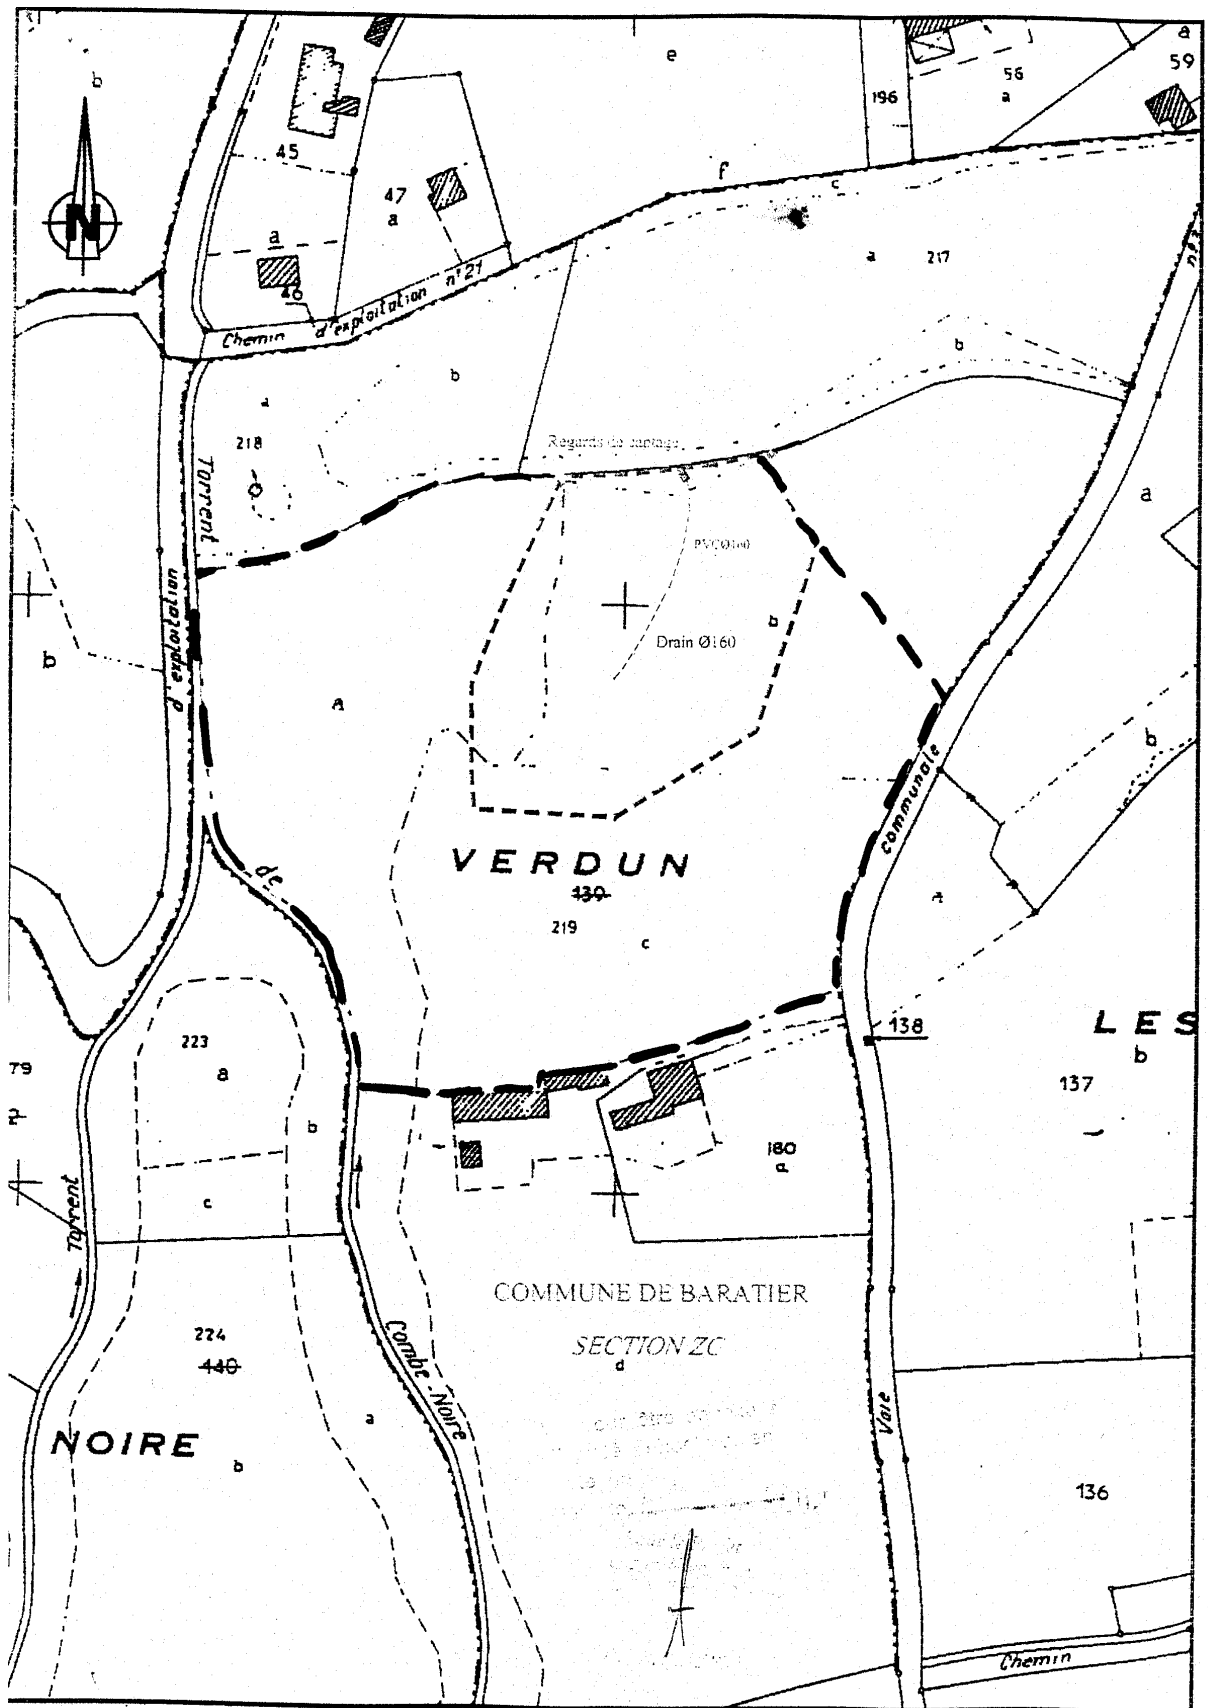 e
a
59
b
56
a
196
45
47
a
f
c
N
a
a
217
46
Chemin d'exploitation n°21
n°3
b
b
a
218
Regards de captage
Torrent
a
PVCØ160
d'exploitation
b
Drain Ø160
b
A
b
communale
VERDUN
de
139
A
219
c
138
LES
223
79
a
b
137
b
180
a
c
Torrent
COMMUNE DE BARATIER
224
SECTION ZC
440
d
Combe-Noire
a
Voie
NOIRE
b
136
Chemin